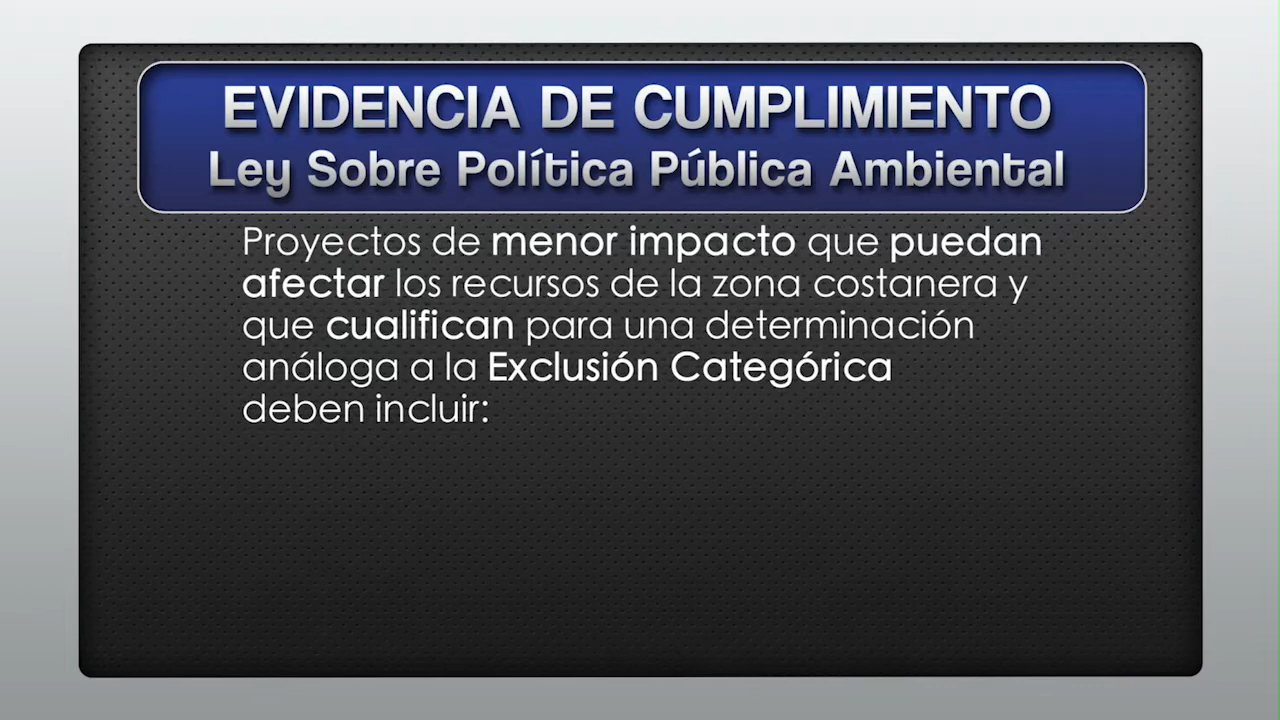 EVIDENCIA DE CUMPLIMIENTO
Ley Sobre Política Pública Ambiental
Proyectos de menor impacto que puedan
afectar los recursos de la zona costanera y
que cualifican para una determinación
análoga a la Exclusión Categórica
deben incluir: